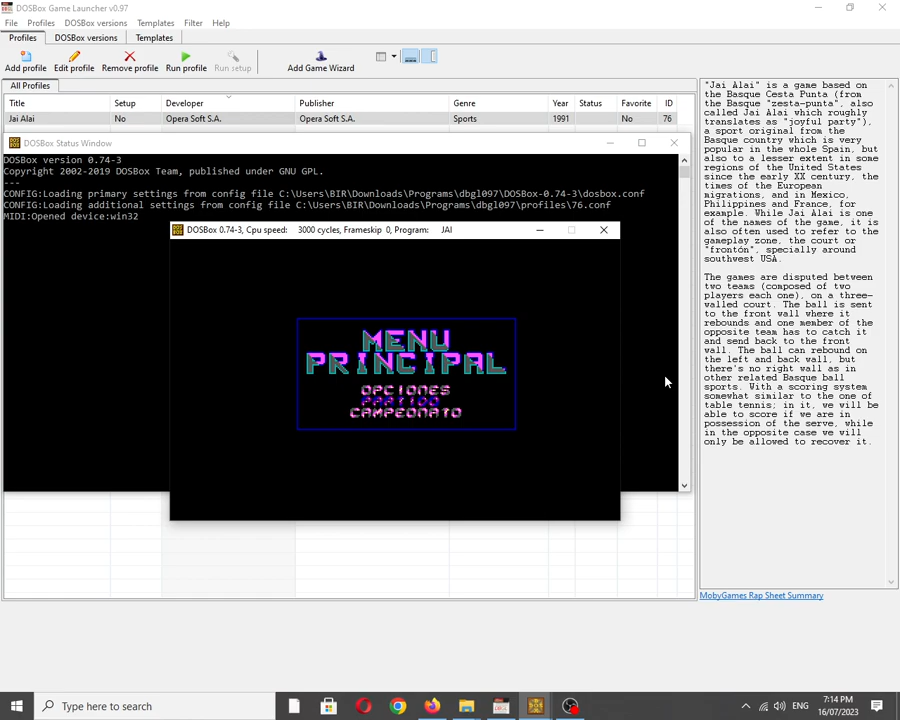 DOSBox Game Launcher v0.97
File Profiles DOSBox versions Templates Filter Help
Profiles DOSBox versions Templates
Add profile Edit profile Remove profile Run profile Run setup Add Game Wizard
All Profiles
Title Setup Developer Publisher Genre Year Status Favorite ID
Jai Alai No Opera Soft S.A. Opera Soft S.A. Sports 1991 No 76
DOSBox Status Window
DOSBox version 0.74-3
Copyright 2002-2019 DOSBox Team, published under GNU GPL.
---
CONFIG:Loading primary settings from config file C:\Users\BIR\Downloads\Programs\dbgl097\DOSBox-0.74-3\dosbox.conf
CONFIG:Loading additional settings from config file C:\Users\BIR\Downloads\Programs\dbgl097\profiles\76.conf
MIDI:Opened device:win32
DOSBox 0.74-3, Cpu speed: 3000 cycles, Frameskip 0, Program: JAI
MENU
PRINCIPAL
OPCIONES
PARTIDO
CAMPEONATO
"Jai Alai" is a game based on
the Basque Cesta Punta (from
the Basque "zesta-punta", also
called Jai Alai which roughly
translates as "joyful party"),
a sport original from the
Basque country which is very
popular in the whole Spain, but
also to a lesser extent in some
regions of the United States
since the early XX century, the
times of the European
migrations, and in Mexico,
Philippines and France, for
example. While Jai Alai is one
of the names of the game, it is
also often used to refer to the
gameplay zone, the court or
"frontón", specially around
southwest USA.
The games are disputed between
two teams (composed of two
players each one), on a three-
walled court. The ball is sent
to the front wall where it
rebounds and one member of the
opposite team has to catch it
and send back to the front
wall. The ball can rebound on
the left and back wall, but
there's no right wall as in
other related Basque ball
sports. With a scoring system
somewhat similar to the one of
table tennis; in it, we will be
able to score if we are in
possession of the serve, while
in the opposite case we will
only be allowed to recover it.
MobyGames Rap Sheet Summary
Type here to search
7:14 PM
16/07/2023